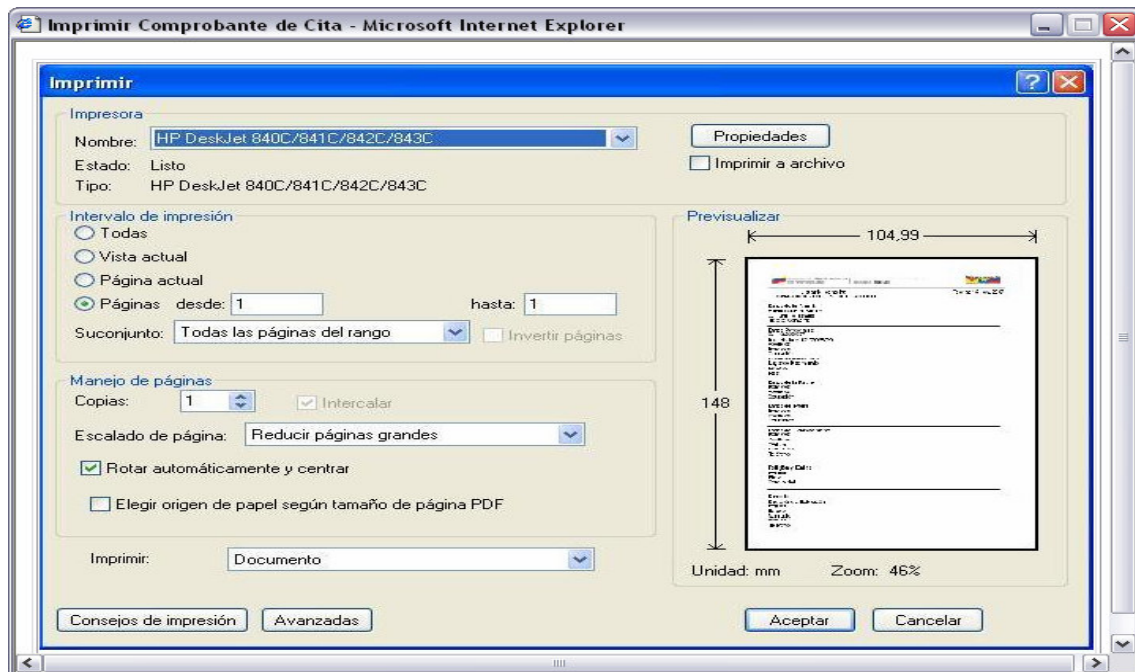 Imprimir Comprobante de Cita - Microsoft Internet Explorer
Imprimir
Impresora
Nombre: HP DeskJet 840C/841C/842C/843C
Propiedades
Estado: Listo
Imprimir a archivo
Tipo: HP DeskJet 840C/841C/842C/843C
Intervalo de impresión
Todas
Vista actual
Página actual
Páginas desde: 1 hasta: 1
Suconjunto: Todas las páginas del rango Invertir páginas
Manejo de páginas
Copias: 1 Intercalar
Escalado de página: Reducir páginas grandes
Rotar automáticamente y centrar
Elegir origen de papel según tamaño de página PDF
Imprimir: Documento
Previsualizar
104,99
148
Unidad: mm Zoom: 46%
Consejos de impresión Avanzadas Aceptar Cancelar